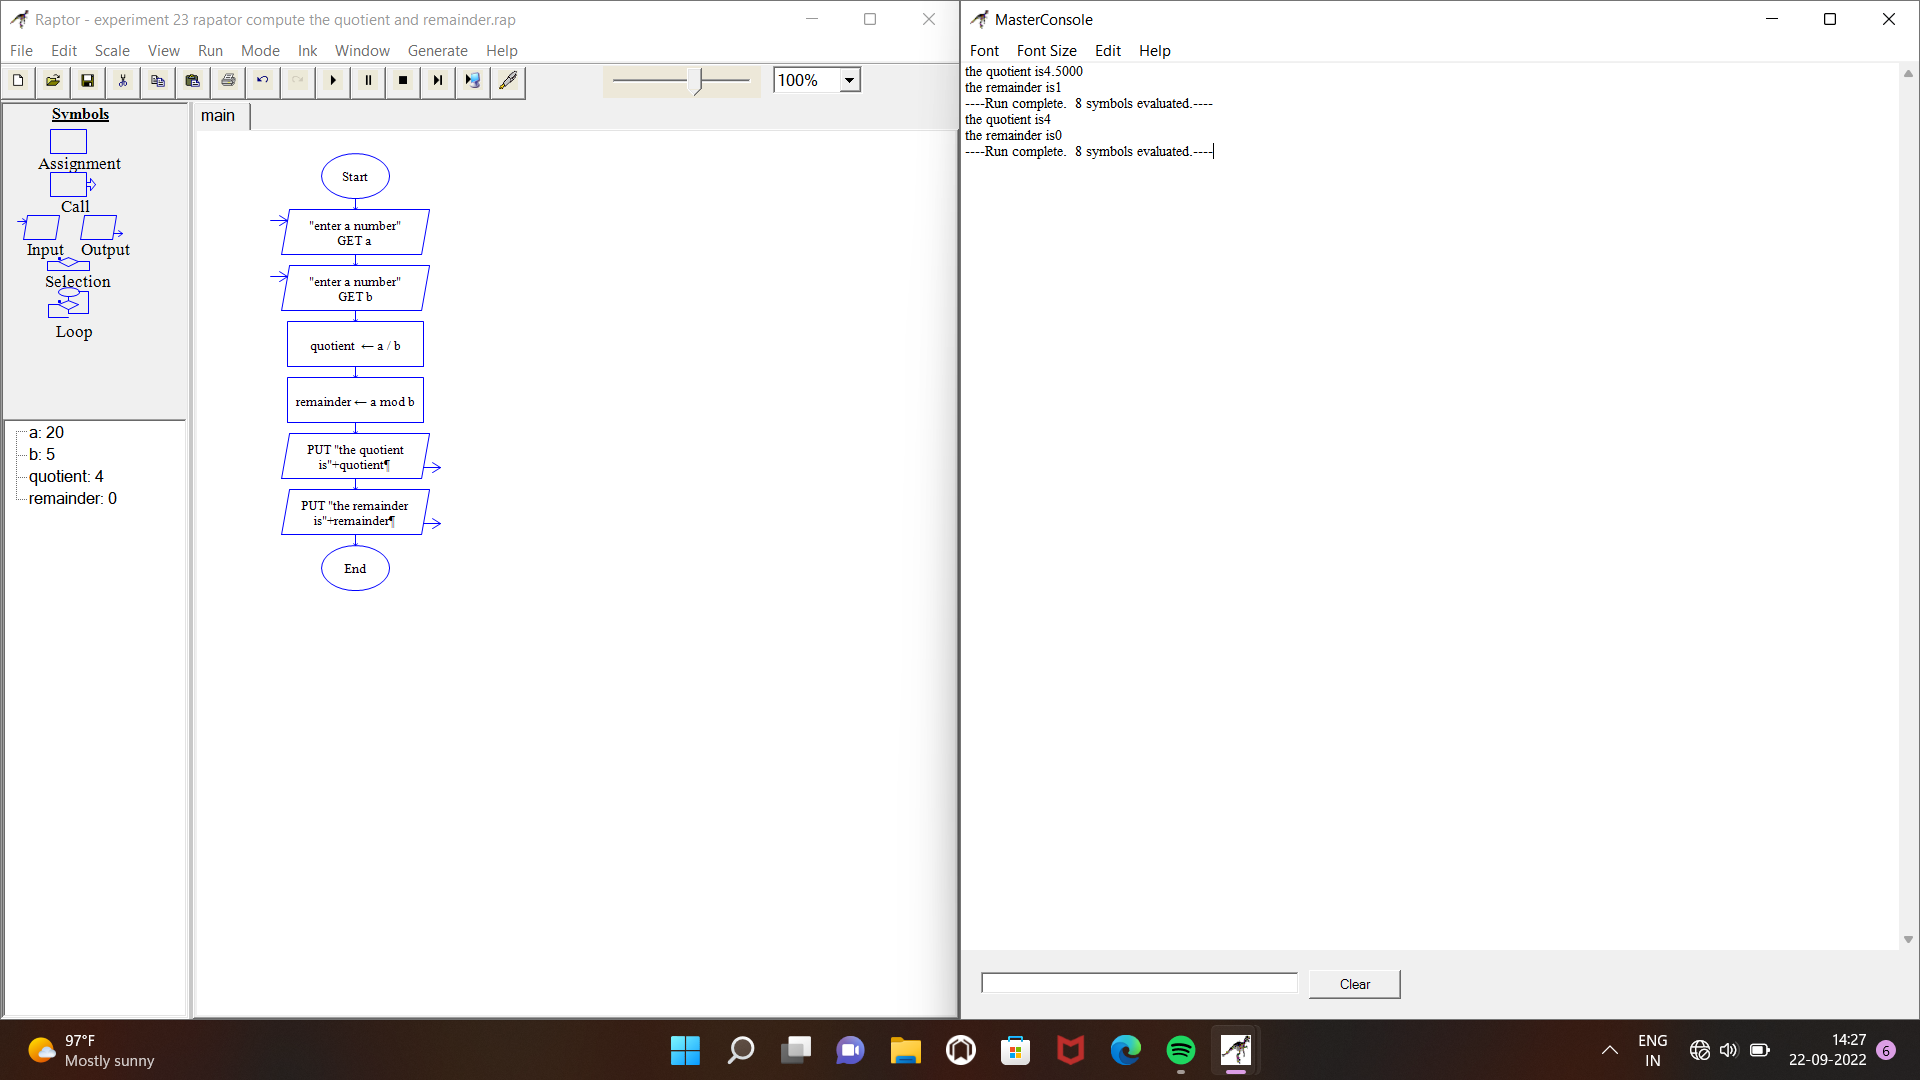 Raptor - experiment 23 rapator compute the quotient and remainder.rap
File Edit Scale View Run Mode Ink Window Generate Help
100%
Symbols
Assignment
Call
Input Output
Selection
Loop
a: 20
b: 5
quotient: 4
remainder: 0
main
Start
"enter a number"
GET a
"enter a number"
GET b
quotient ← a / b
remainder ← a mod b
PUT "the quotient
is"+quotient¶
PUT "the remainder
is"+remainder¶
End
MasterConsole
Font Font Size Edit Help
the quotient is4.5000
the remainder is1
----Run complete.  8 symbols evaluated.----
the quotient is4
the remainder is0
----Run complete.  8 symbols evaluated.----
Clear
97°F
Mostly sunny
ENG
IN
14:27
22-09-2022
6